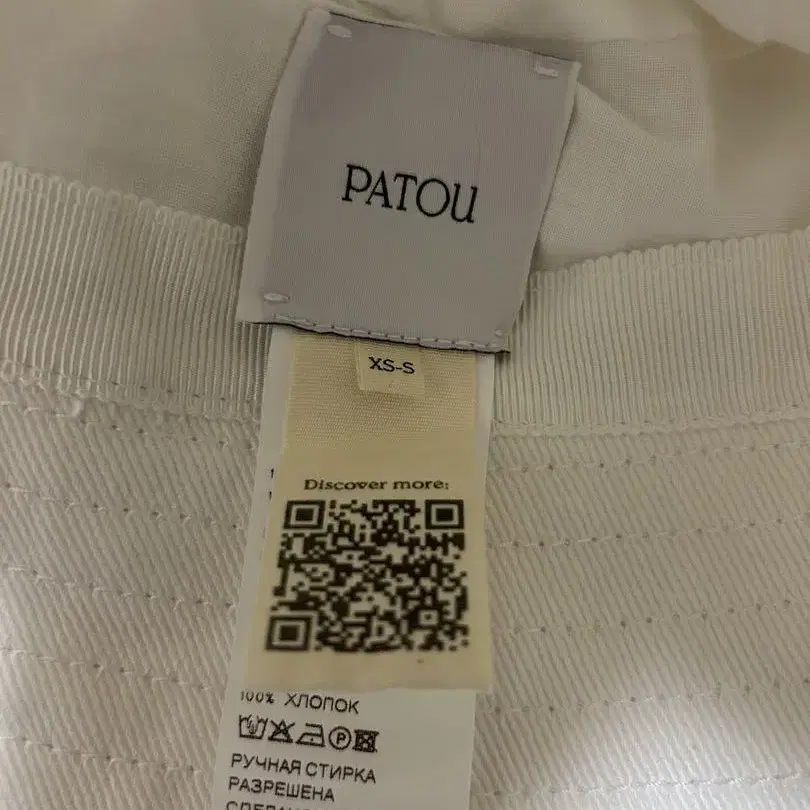 PATOU
XS-S
Discover more:
100% ХЛОПОК
РУЧНАЯ СТИРКА
РАЗРЕШЕНА